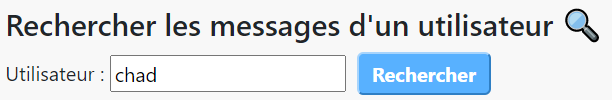 Rechercher les messages d'un utilisateur 🔍
Utilisateur : chad Rechercher